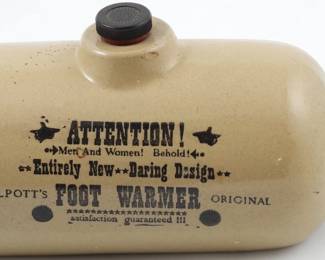 ATTENTION!
Men And Women! Behold!
Entirely New Daring Design
LPOTT'S FOOT WARMER ORIGINAL
satisfaction guaranteed !!!